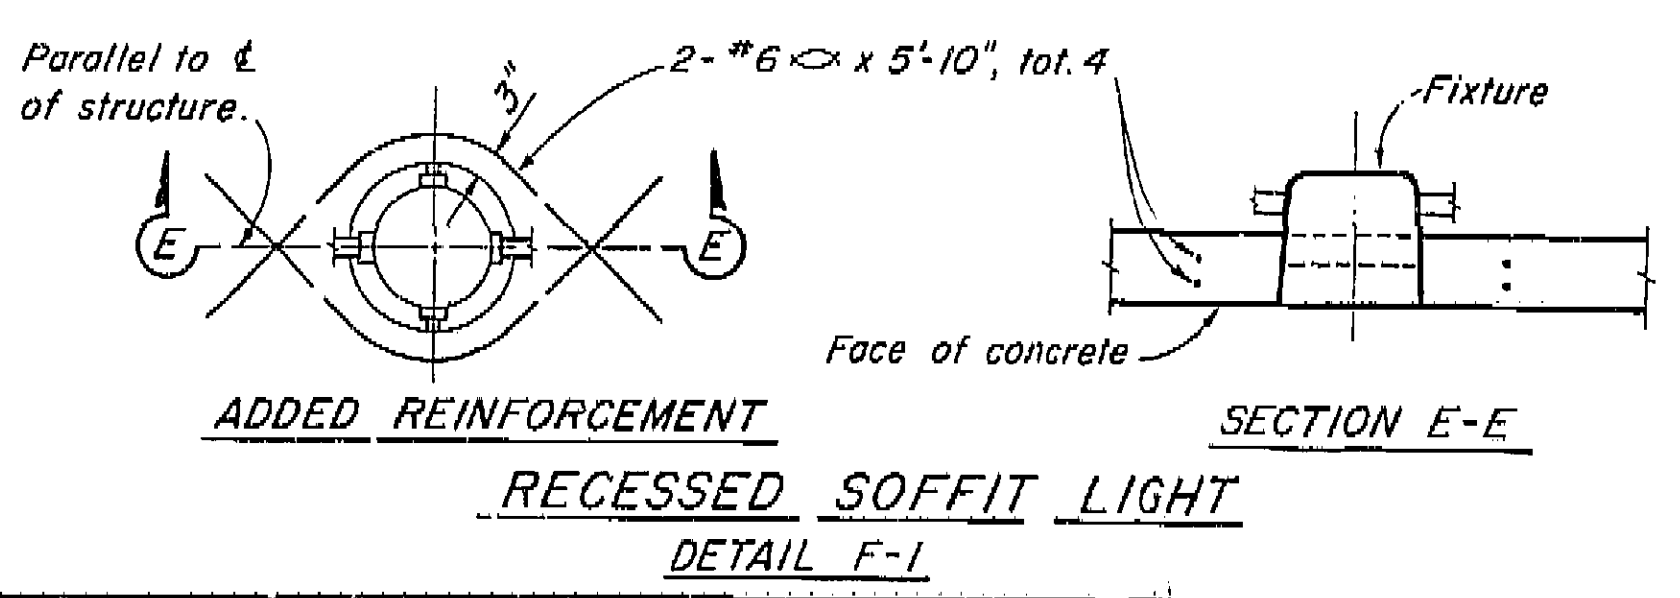 Parallel to ℄
of structure.
3"
2- #6 x 5'-10", tot. 4
Fixture
E
E
Face of concrete
ADDED REINFORCEMENT
SECTION E-E
RECESSED SOFFIT LIGHT
DETAIL F-1